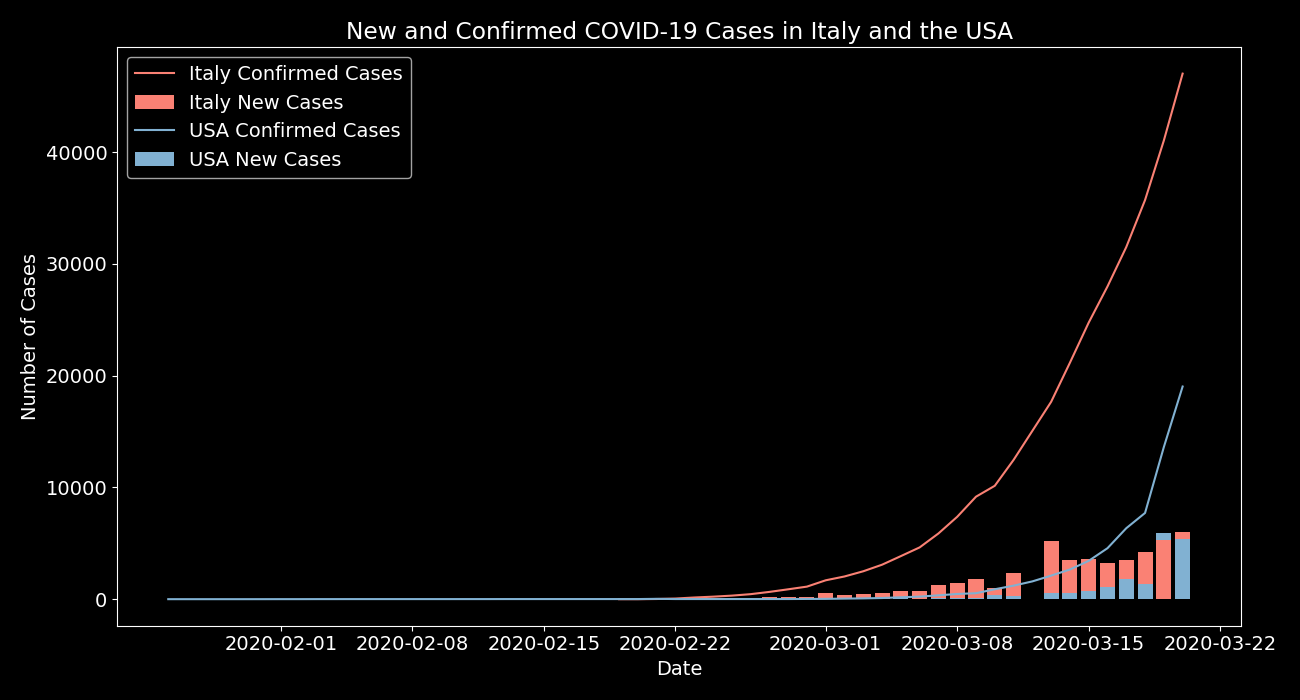 New and Confirmed COVID-19 Cases in Italy and the USA
Italy Confirmed Cases
Italy New Cases
USA Confirmed Cases
USA New Cases
40000
30000
20000
10000
0
Number of Cases
2020-02-01 2020-02-08 2020-02-15 2020-02-22 2020-03-01 2020-03-08 2020-03-15 2020-03-22
Date